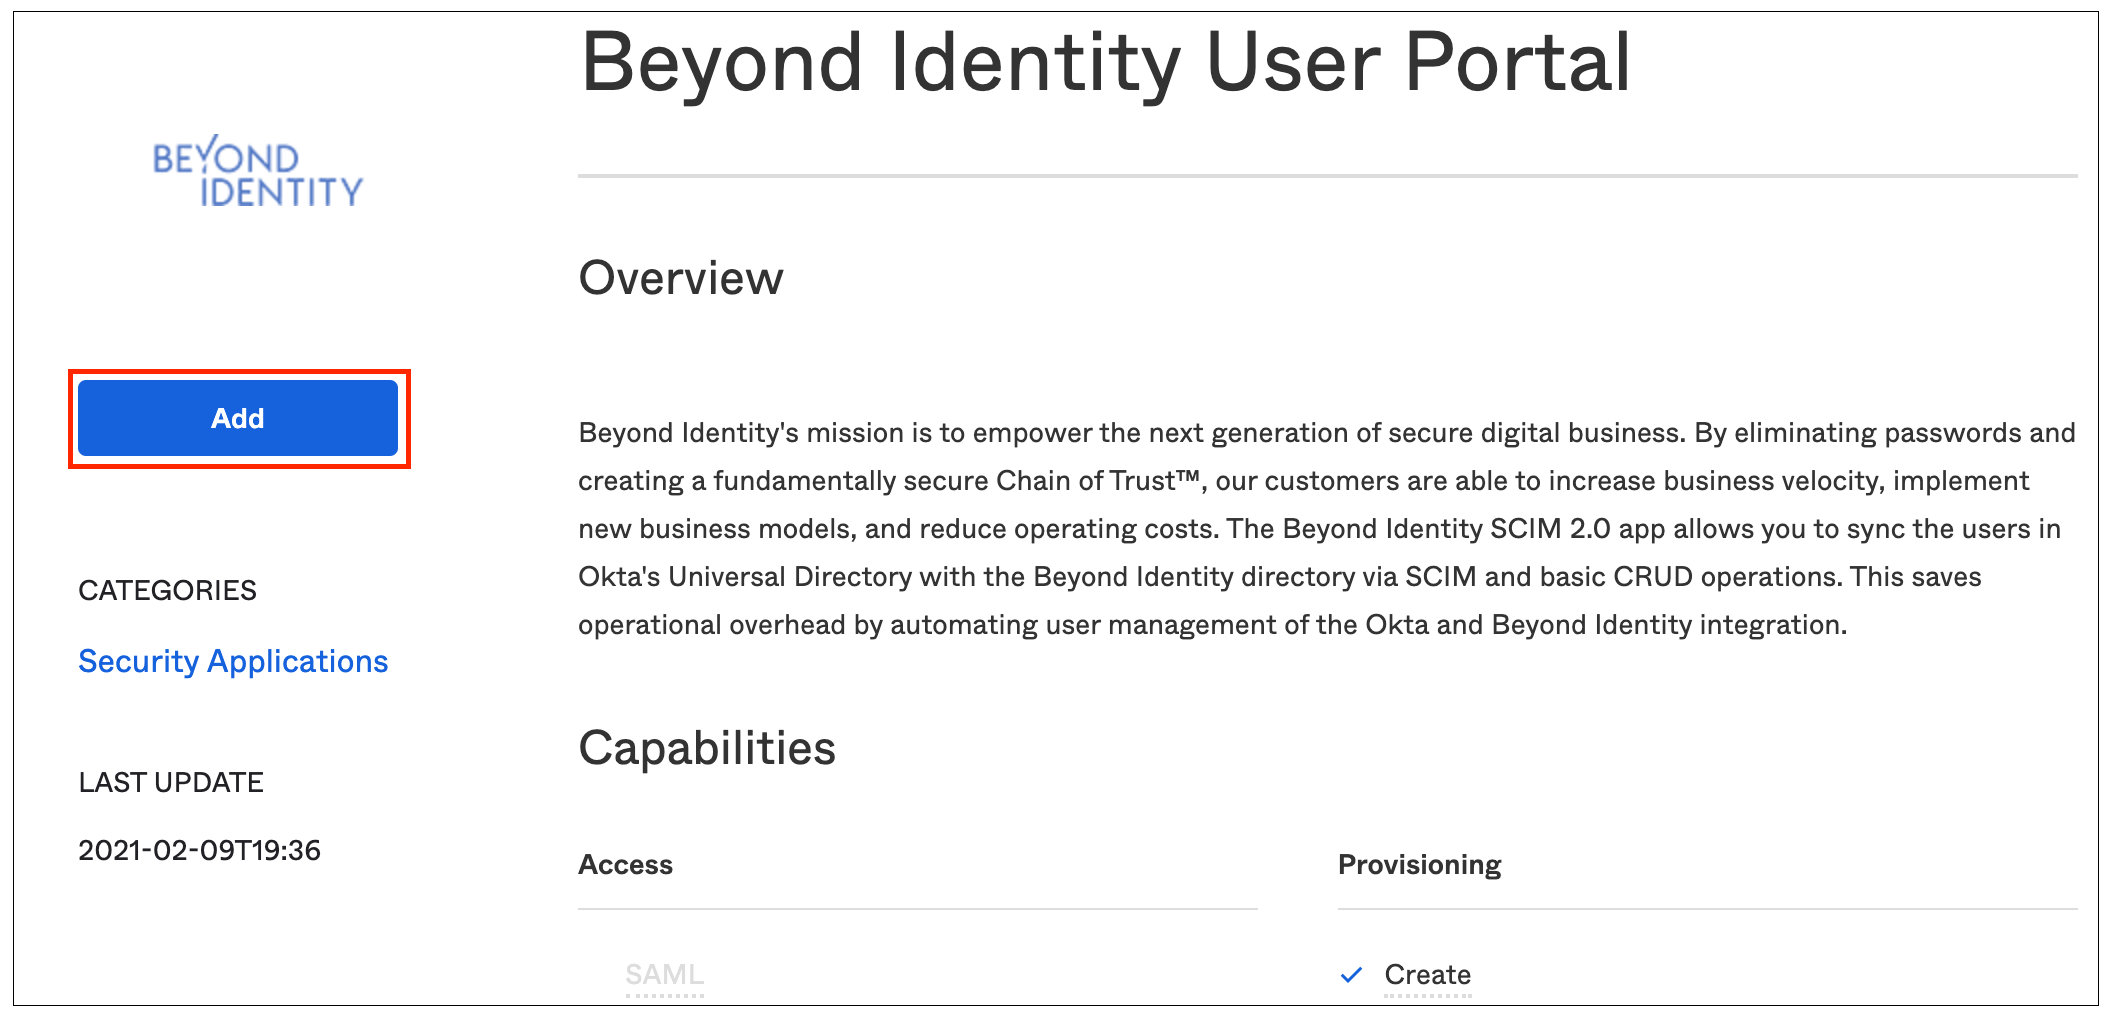 Beyond Identity User Portal
BEYOND
IDENTITY
Add
CATEGORIES
Security Applications
LAST UPDATE
2021-02-09T19:36
Overview
Beyond Identity's mission is to empower the next generation of secure digital business. By eliminating passwords and
creating a fundamentally secure Chain of Trust™, our customers are able to increase business velocity, implement
new business models, and reduce operating costs. The Beyond Identity SCIM 2.0 app allows you to sync the users in
Okta's Universal Directory with the Beyond Identity directory via SCIM and basic CRUD operations. This saves
operational overhead by automating user management of the Okta and Beyond Identity integration.
Capabilities
Access
SAML
Provisioning
Create